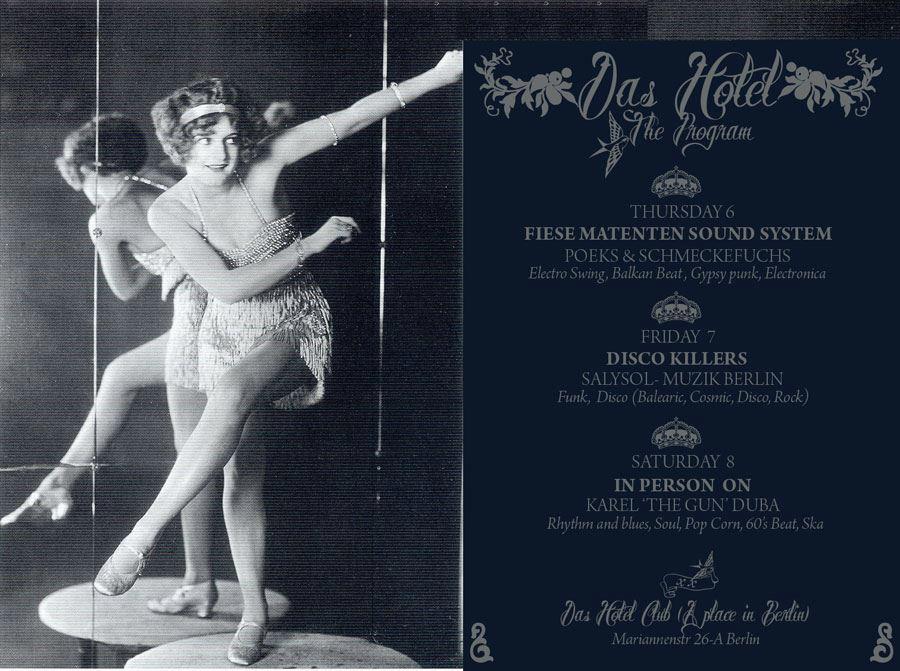 Das Hotel
The Program
THURSDAY 6
FIESE MATENTEN SOUND SYSTEM
POEKS & SCHMECKEFUCHS
Electro Swing, Balkan Beat , Gypsy punk, Electronica
FRIDAY 7
DISCO KILLERS
SALYSOL- MUZIK BERLIN
Funk, Disco (Balearic, Cosmic, Disco, Rock)
SATURDAY 8
IN PERSON ON
KAREL ‘THE GUN’ DUBA
Rhythm and blues, Soul, Pop Corn, 60's Beat, Ska
Das Hotel Club (A place in Berlin)
Mariannenstr 26-A Berlin